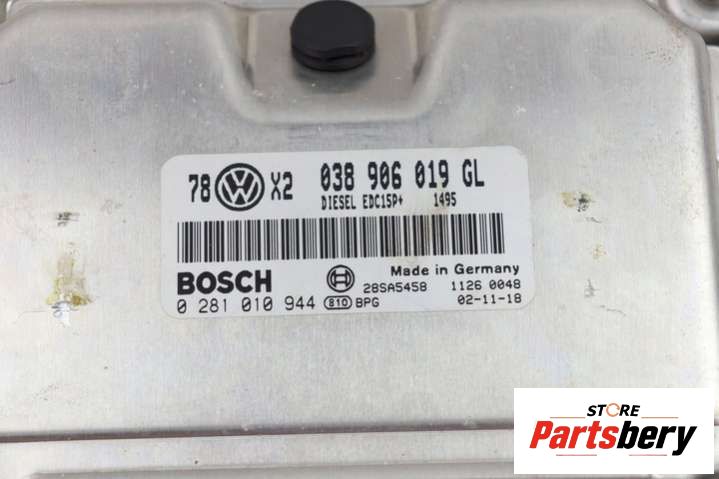 78 VW X2 038 906 019 GL
DIESEL EDC15P+ 1495
BOSCH Made in Germany
28SA5458 1126 0048
0 281 010 944 810 BPG 02-11-18
STORE
Partsbery